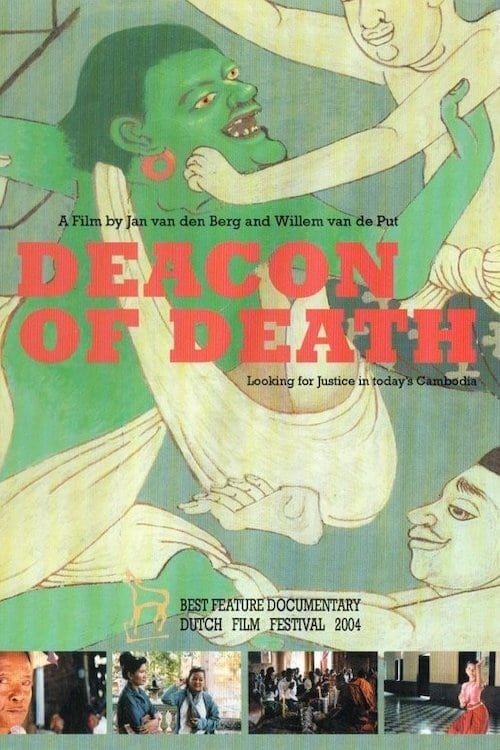 A Film by Jan van den Berg and Willem van de Put
DEACON
OF DEATH
Looking for Justice in today's Cambodia
BEST FEATURE DOCUMENTARY
DUTCH FILM FESTIVAL 2004